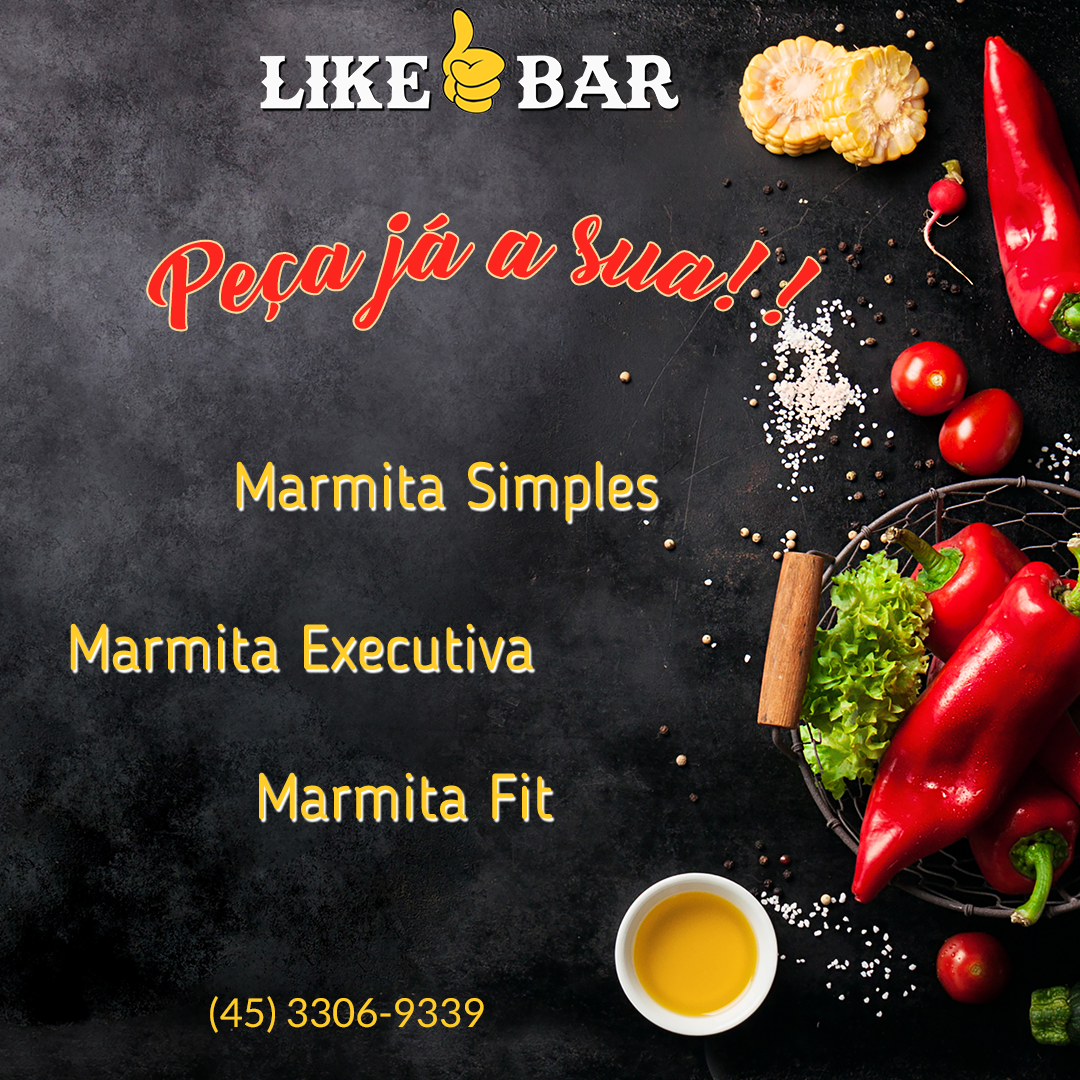 LIKE BAR
Peça já a sua!!
Marmita Simples
Marmita Executiva
Marmita Fit
(45) 3306-9339